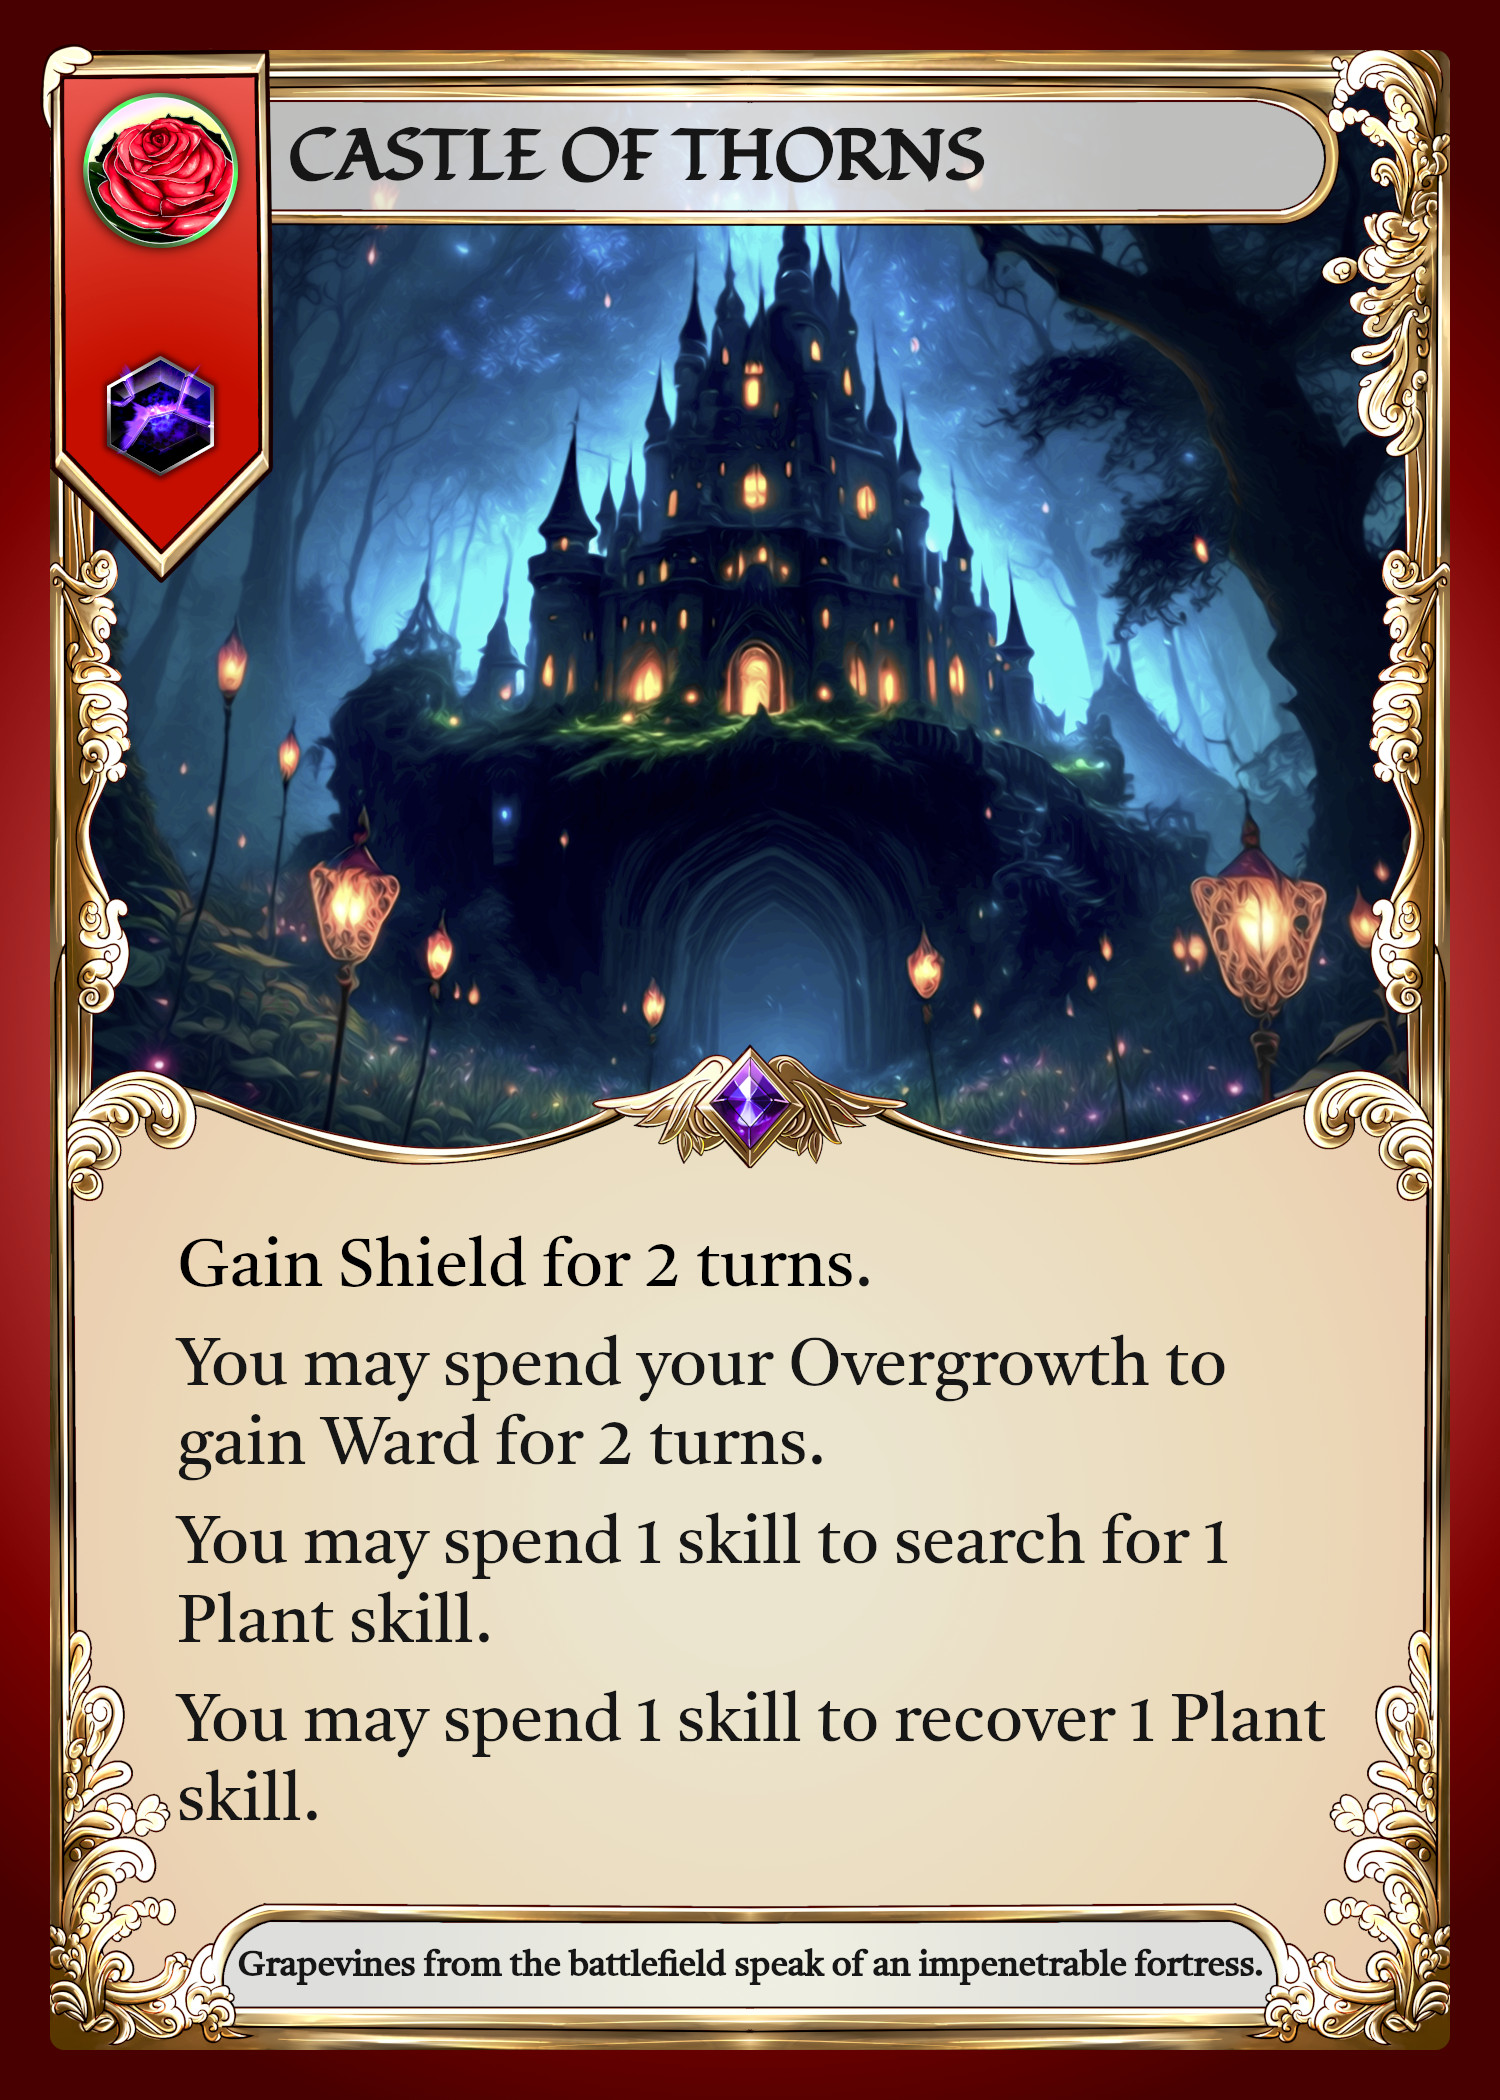 CASTLE OF THORNS
Gain Shield for 2 turns.
You may spend your Overgrowth to
gain Ward for 2 turns.
You may spend 1 skill to search for 1
Plant skill.
You may spend 1 skill to recover 1 Plant
skill.
Grapevines from the battlefield speak of an impenetrable fortress.